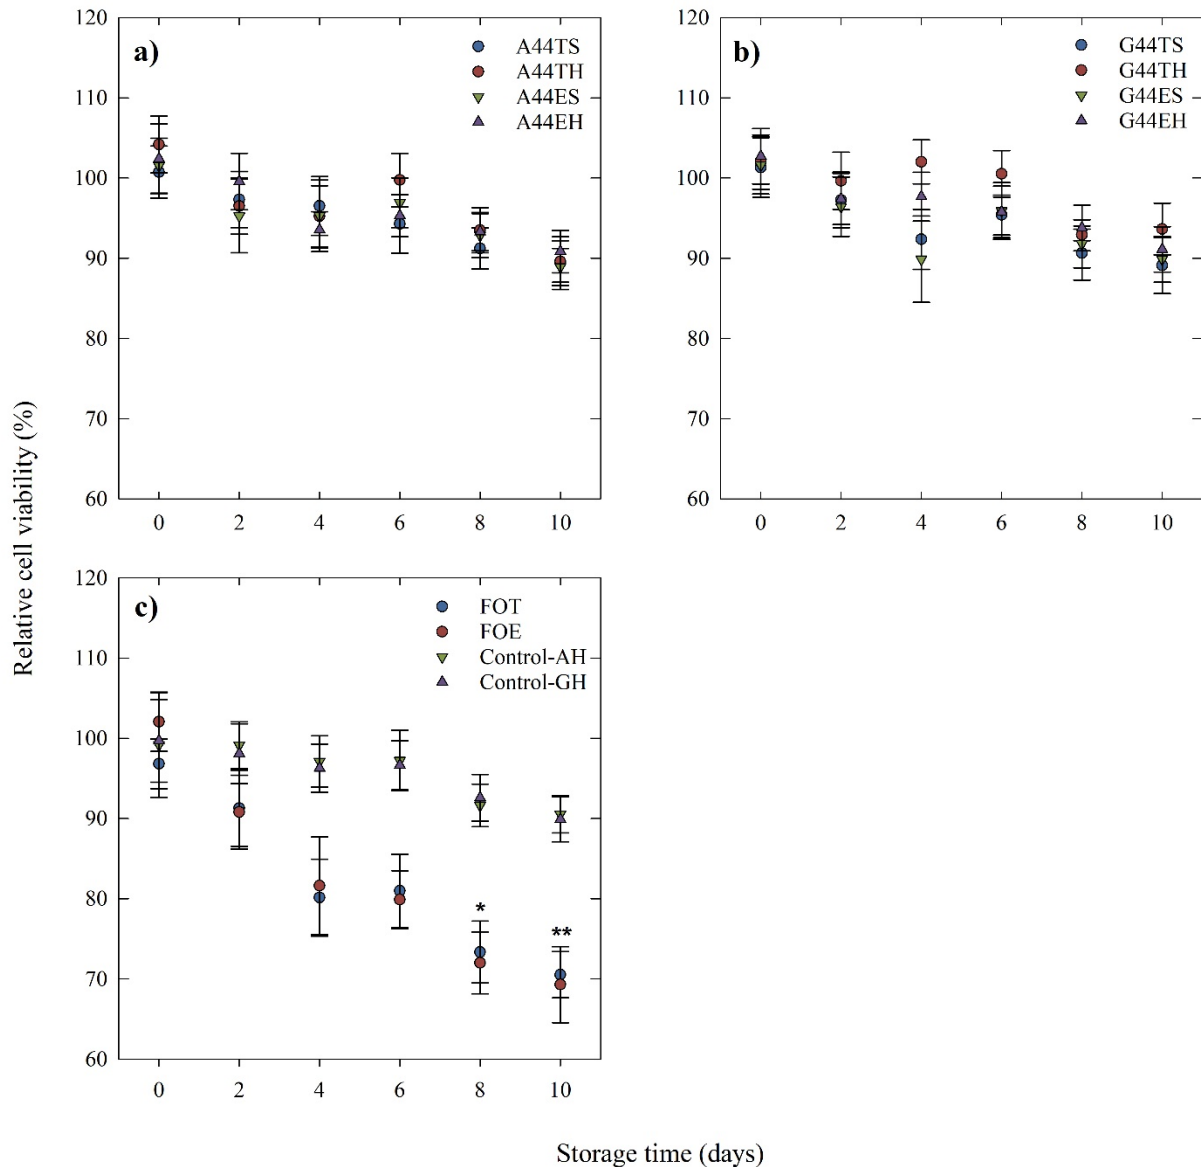 a)
A44TS
A44TH
A44ES
A44EH
120
110
100
90
80
70
60
0 2 4 6 8 10
b)
G44TS
G44TH
G44ES
G44EH
120
110
100
90
80
70
60
0 2 4 6 8 10
Relative cell viability (%)
c)
FOT
FOE
Control-AH
Control-GH
120
110
100
90
80
70
60
*
**
0 2 4 6 8 10
Storage time (days)